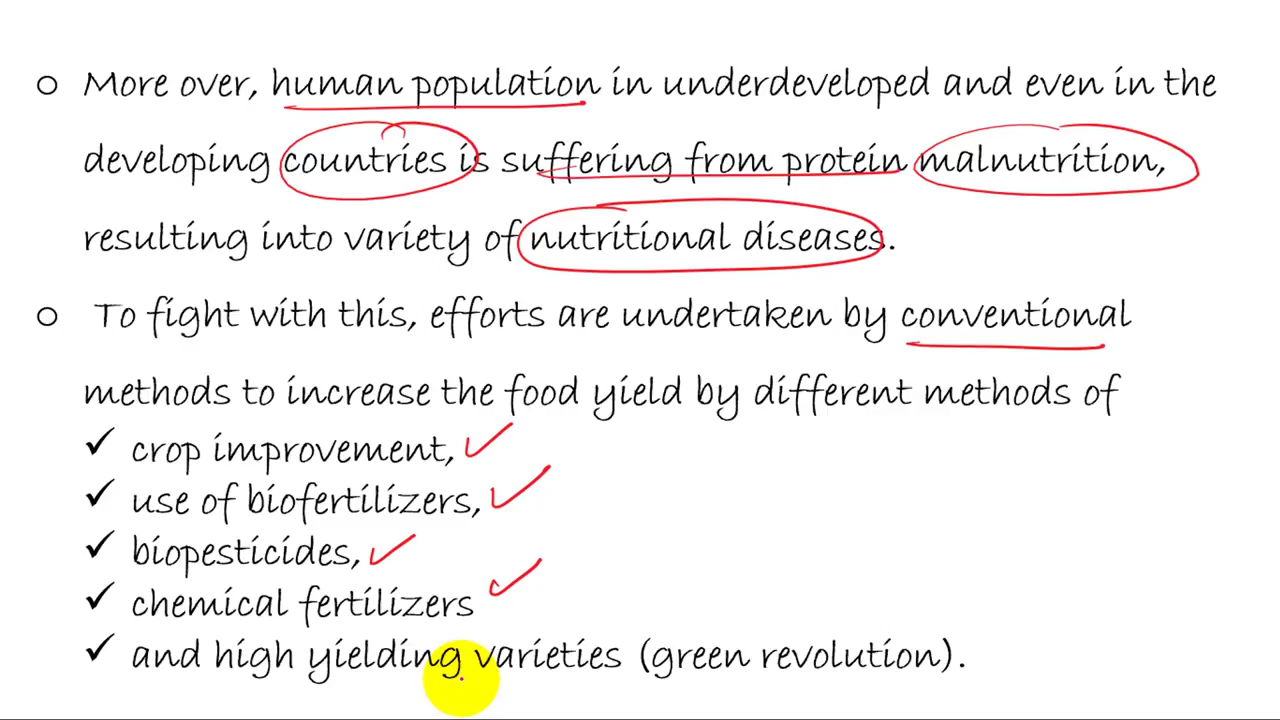 o More over, human population in underdeveloped and even in the
developing countries is suffering from protein malnutrition,
resulting into variety of nutritional diseases.
o To fight with this, efforts are undertaken by conventional
methods to increase the food yield by different methods of
✓ crop improvement,
✓ use of biofertilizers,
✓ biopesticides,
✓ chemical fertilizers
✓ and high yielding varieties (green revolution).